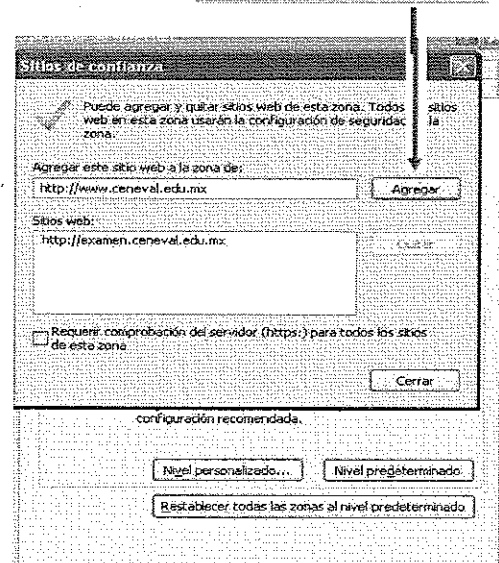 Sitios de confianza
Puede agregar y quitar sitios web de esta zona. Todos sitios
web en esta zona usarán la configuración de seguridad la
zona.
Agregar este sitio web a la zona de:
http://www.ceneval.edu.mx
Agregar
Sitios web:
http://examen.ceneval.edu.mx
Quitar
Requerir comprobación del servidor (https:) para todos los sitios
de esta zona
Cerrar
configuración recomendada.
Nivel personalizado...
Nivel predeterminado
Restablecer todas las zonas al nivel predeterminado